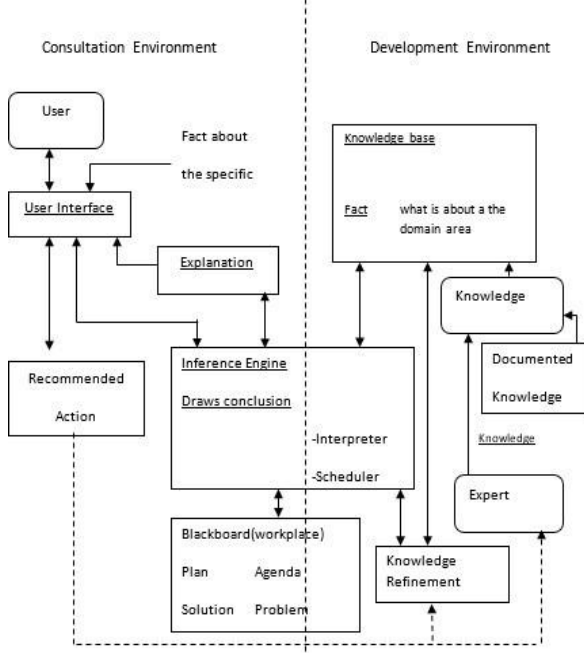 Consultation Environment
Development Environment
User
Fact about
the specific
User Interface
Explanation
Recommended
Action
Knowledge base
Fact what is about a the
domain area
Knowledge
Documented
Knowledge
Knowledge
Expert
Inference Engine
Draws conclusion
-Interpreter
-Scheduler
Blackboard(workplace)
Plan Agenda
Solution Problem
Knowledge
Refinement